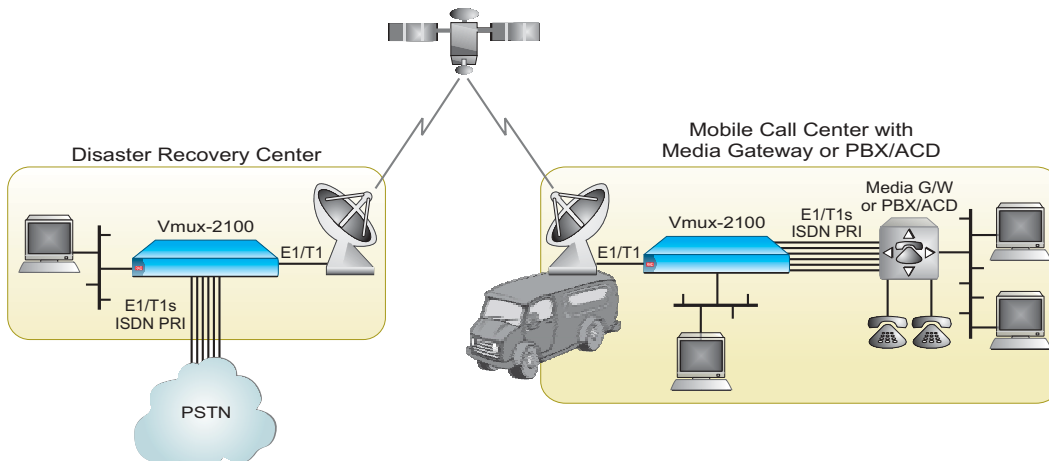 Disaster Recovery Center
Vmux-2100
E1/T1
E1/T1s
ISDN PRI
PSTN
Mobile Call Center with
Media Gateway or PBX/ACD
Media G/W
or PBX/ACD
E1/T1s
ISDN PRI
Vmux-2100
E1/T1